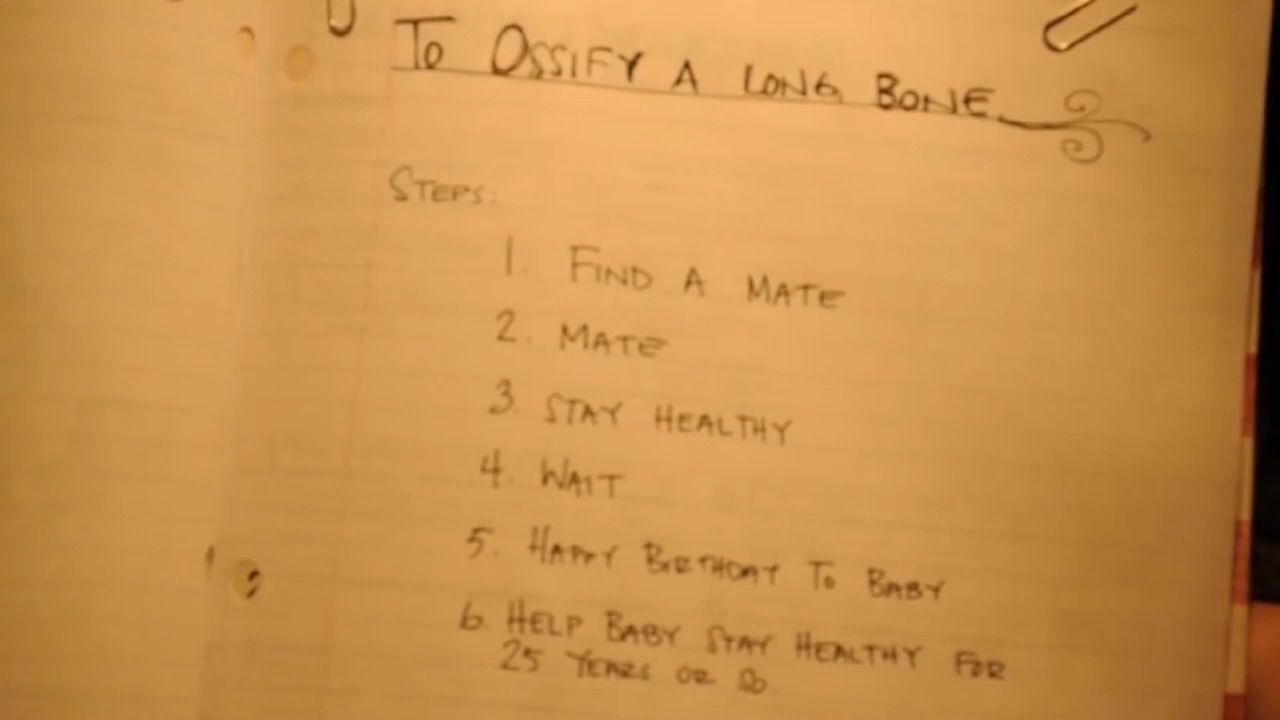 To OSSIFY A LONG BONE
STEPS:
1. FIND A MATE
2. MATE
3. STAY HEALTHY
4. WAIT
5. HAPPY BIRTHDAY TO BABY
6. HELP BABY STAY HEALTHY FOR
25 YEARS OR SO.